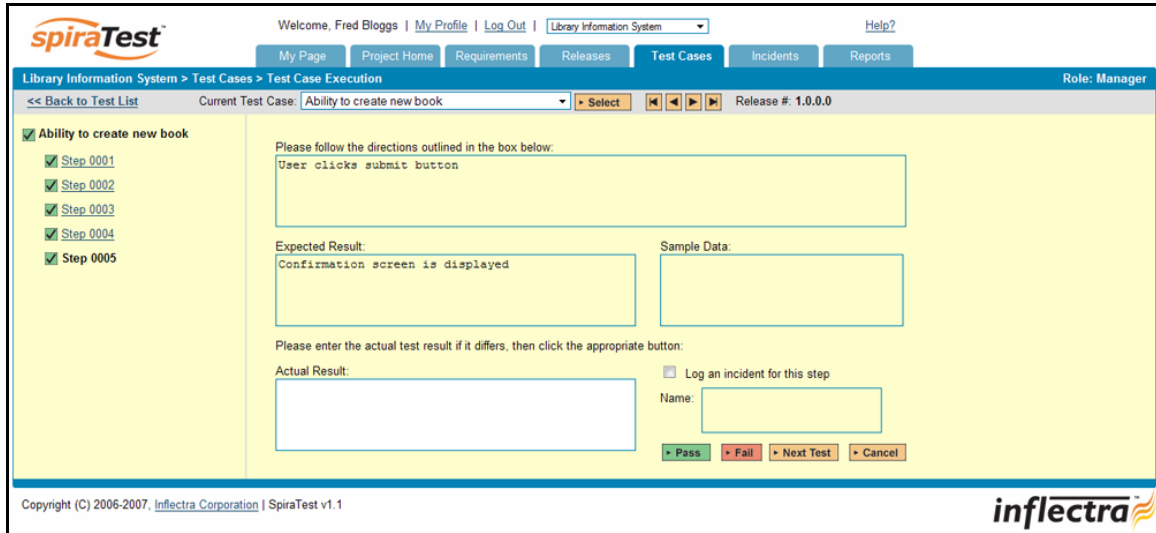 spiraTest™
Welcome, Fred Bloggs | My Profile | Log Out | Library Information System Help?
My Page Project Home Requirements Releases Test Cases Incidents Reports
Library Information System > Test Cases > Test Case Execution Role: Manager
<< Back to Test List Current Test Case: Ability to create new book Select Release #: 1.0.0.0
Ability to create new book
Step 0001
Step 0002
Step 0003
Step 0004
Step 0005
Please follow the directions outlined in the box below:
User clicks submit button
Expected Result: Sample Data:
Confirmation screen is displayed
Please enter the actual test result if it differs, then click the appropriate button:
Actual Result: Log an incident for this step
Name:
Pass Fail Next Test Cancel
Copyright (C) 2006-2007, Inflectra Corporation | SpiraTest v1.1
inflectra